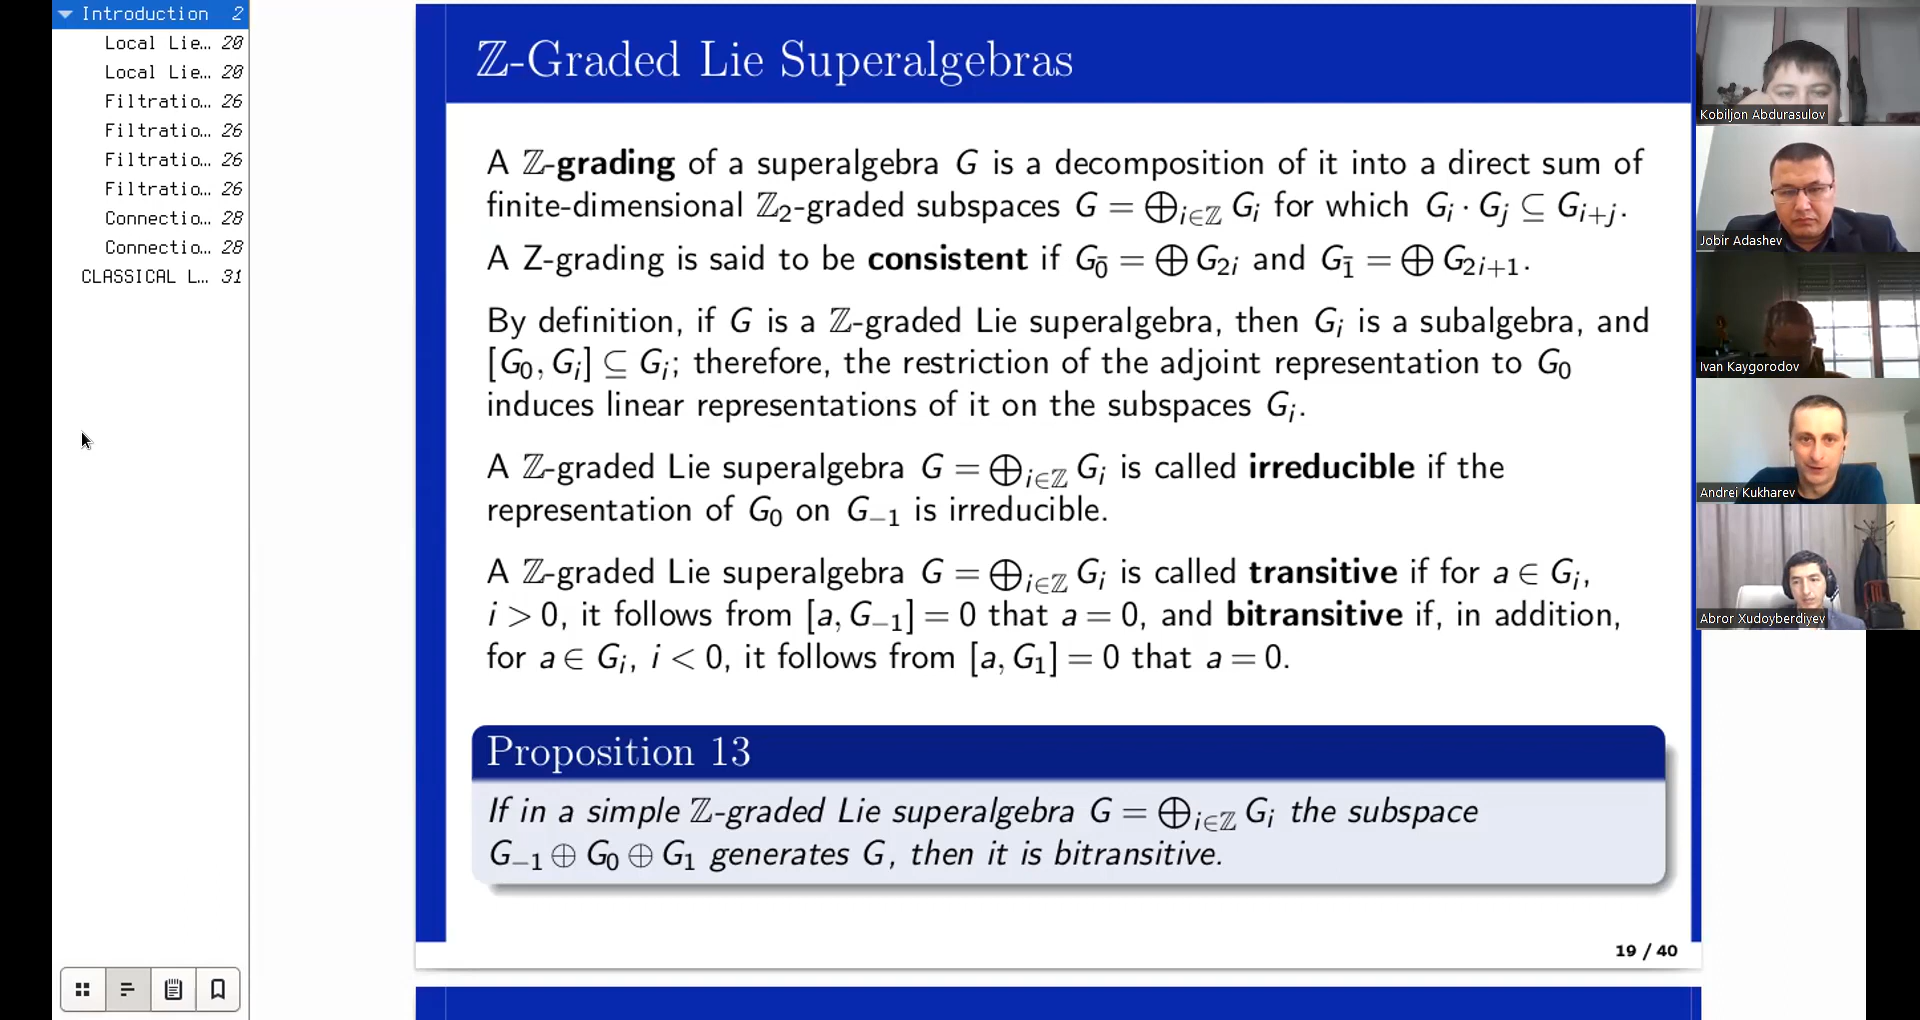 Introduction 2
Local Lie... 20
Local Lie... 20
Filtratio... 26
Filtratio... 26
Filtratio... 26
Filtratio... 26
Connectio... 28
Connectio... 28
CLASSICAL L... 31
ℤ-Graded Lie Superalgebras
A ℤ-grading of a superalgebra G is a decomposition of it into a direct sum of
finite-dimensional ℤ₂-graded subspaces G = ⊕_{i∈ℤ} G_i for which G_i · G_j ⊆ G_{i+j}.
A Z-grading is said to be consistent if G_{0̄} = ⊕ G_{2i} and G_{1̄} = ⊕ G_{2i+1}.
By definition, if G is a ℤ-graded Lie superalgebra, then G_i is a subalgebra, and
[G_0, G_i] ⊆ G_i; therefore, the restriction of the adjoint representation to G_0
induces linear representations of it on the subspaces G_i.
A ℤ-graded Lie superalgebra G = ⊕_{i∈ℤ} G_i is called irreducible if the
representation of G_0 on G_{−1} is irreducible.
A ℤ-graded Lie superalgebra G = ⊕_{i∈ℤ} G_i is called transitive if for a ∈ G_i,
i > 0, it follows from [a, G_{−1}] = 0 that a = 0, and bitransitive if, in addition,
for a ∈ G_i, i < 0, it follows from [a, G_1] = 0 that a = 0.
Proposition 13
If in a simple ℤ-graded Lie superalgebra G = ⊕_{i∈ℤ} G_i the subspace
G_{−1} ⊕ G_0 ⊕ G_1 generates G, then it is bitransitive.
19 / 40
Kobiljon Abdurasulov
Jobir Adashev
Ivan Kaygorodov
Andrei Kukharev
Abror Xudoyberdiyev